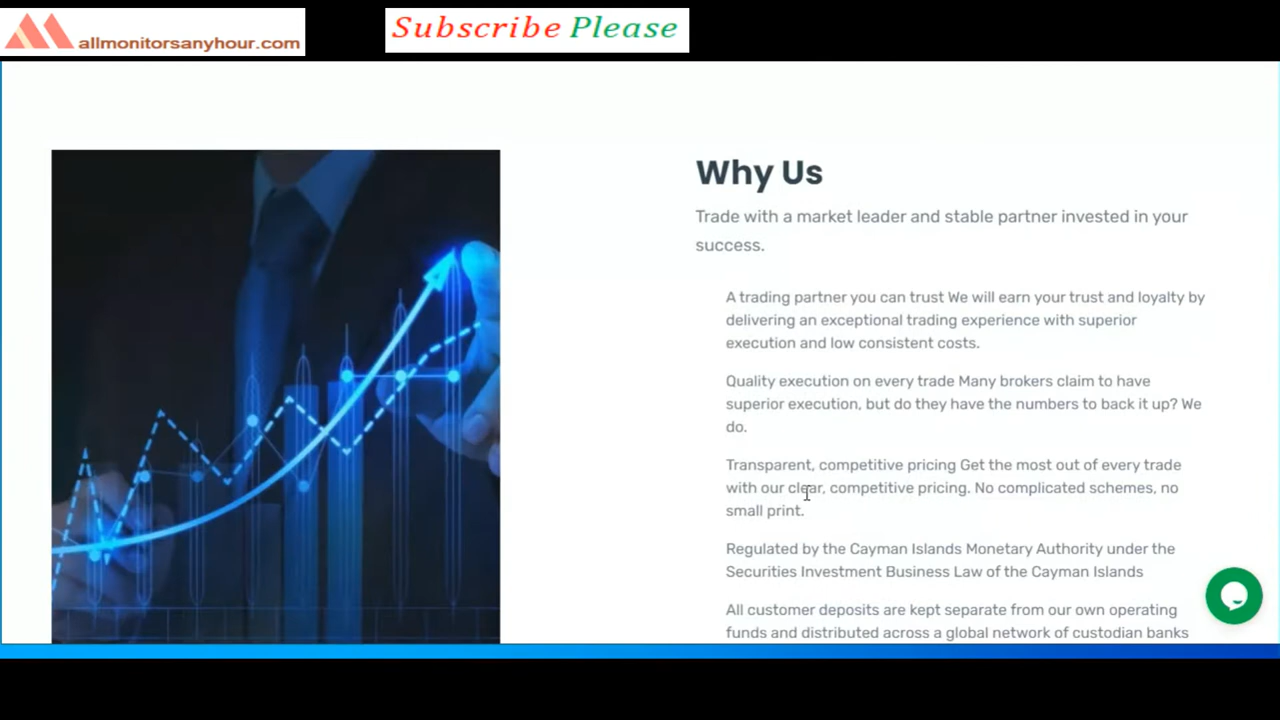 allmonitorsanyhour.com
Subscribe Please
Why Us
Trade with a market leader and stable partner invested in your
success.
A trading partner you can trust We will earn your trust and loyalty by
delivering an exceptional trading experience with superior
execution and low consistent costs.
Quality execution on every trade Many brokers claim to have
superior execution, but do they have the numbers to back it up? We
do.
Transparent, competitive pricing Get the most out of every trade
with our clear, competitive pricing. No complicated schemes, no
small print.
Regulated by the Cayman Islands Monetary Authority under the
Securities Investment Business Law of the Cayman Islands
All customer deposits are kept separate from our own operating
funds and distributed across a global network of custodian banks